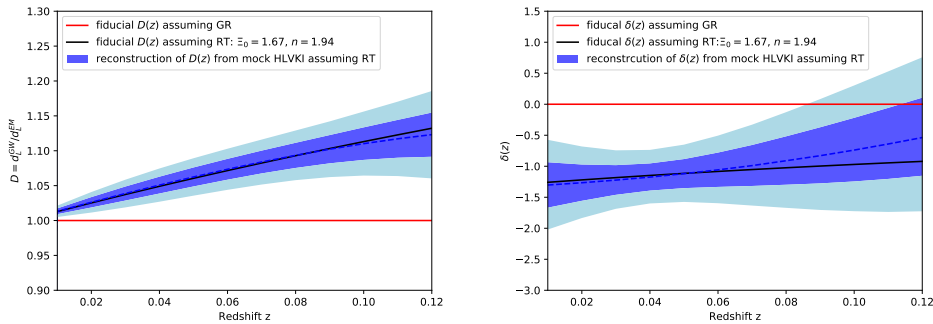 1.30
1.25
1.20
1.15
1.10
1.05
1.00
0.95
0.90
D = d_L^{GW}/d_L^{EM}
fiducial D(z) assuming GR
fiducial D(z) assuming RT: Ξ₀ = 1.67, n = 1.94
reconstruction of D(z) from mock HLVKI assuming RT
0.02 0.04 0.06 0.08 0.10 0.12
Redshift z
1.5
1.0
0.5
0.0
−0.5
−1.0
−1.5
−2.0
−2.5
−3.0
δ(z)
fiducal δ(z) assuming GR
fiducal δ(z) assuming RT:Ξ₀ = 1.67, n = 1.94
reconstrcution of δ(z) from mock HLVKI assuming RT
0.02 0.04 0.06 0.08 0.10 0.12
Redshift z